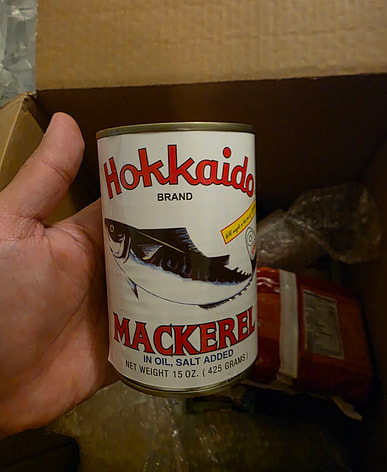 Hokkaido
BRAND
MACKEREL
IN OIL, SALT ADDED
NET WEIGHT 15 OZ. (425 GRAMS)